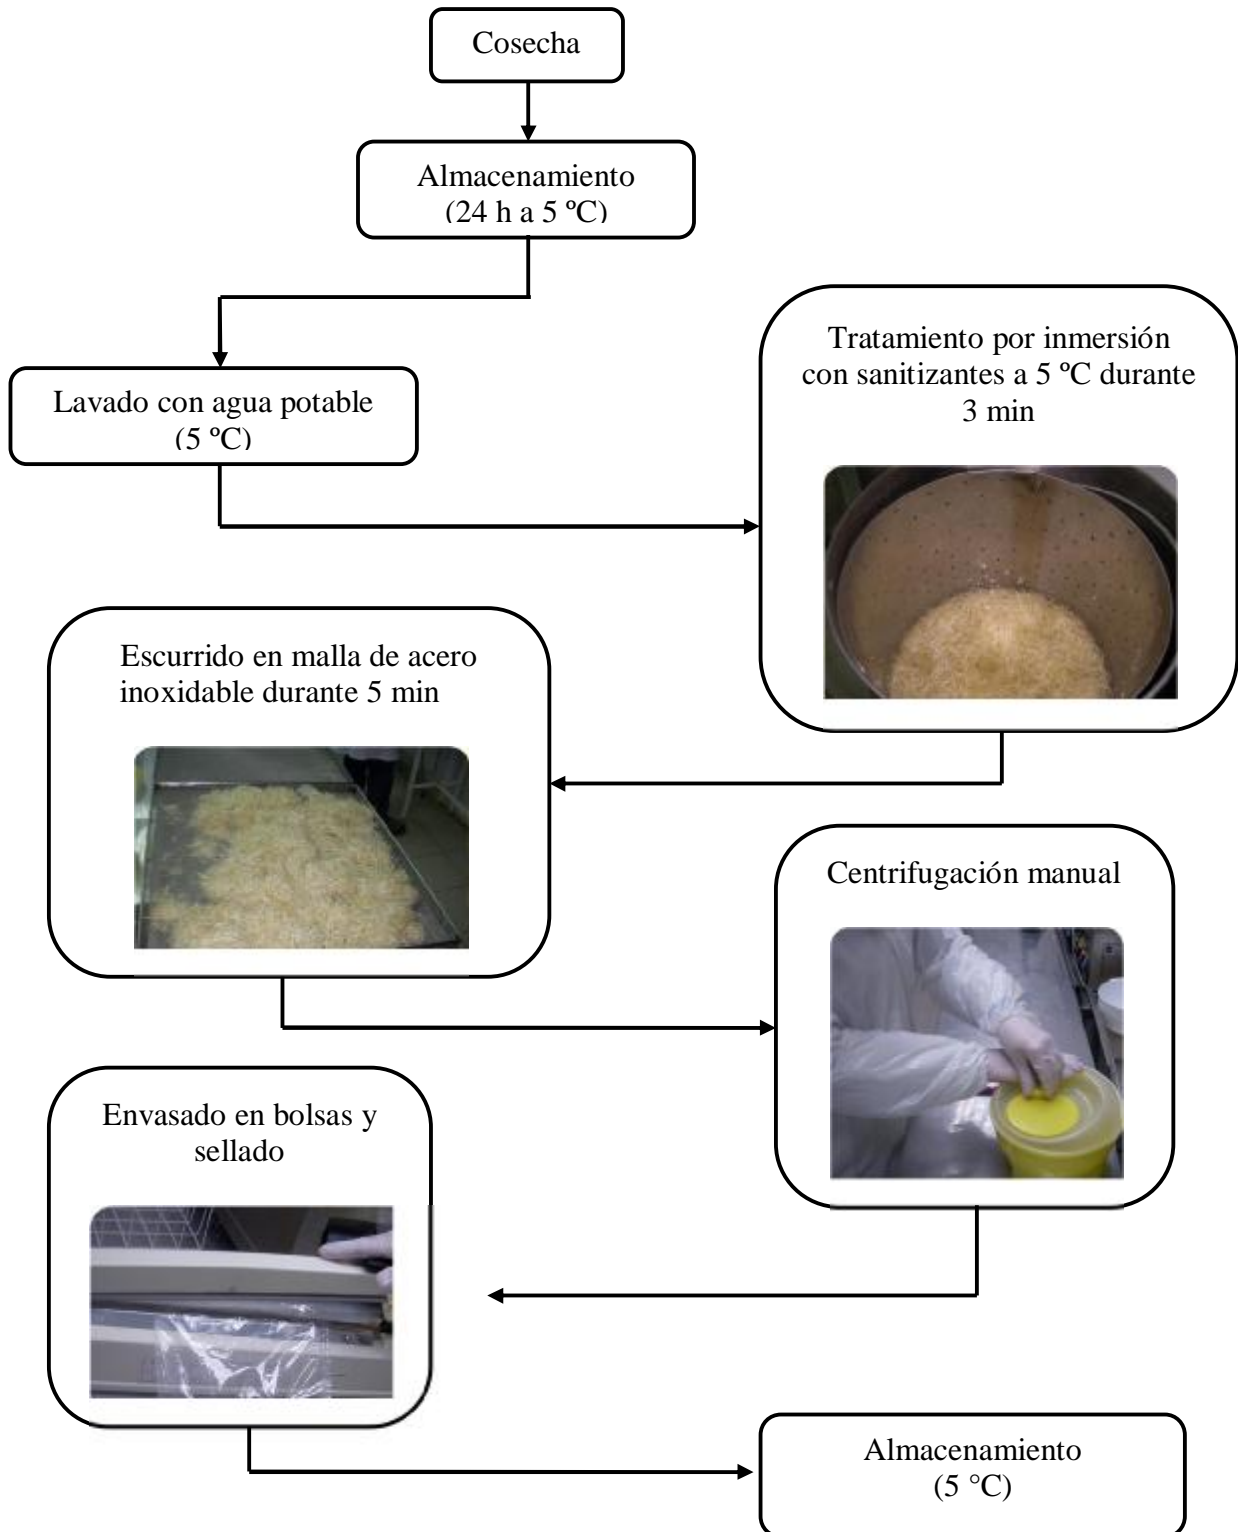 Cosecha
Almacenamiento
(24 h a 5 ºC)
Lavado con agua potable
(5 ºC)
Tratamiento por inmersión
con sanitizantes a 5 ºC durante
3 min
Escurrido en malla de acero
inoxidable durante 5 min
Centrifugación manual
Envasado en bolsas y
sellado
Almacenamiento
(5 °C)